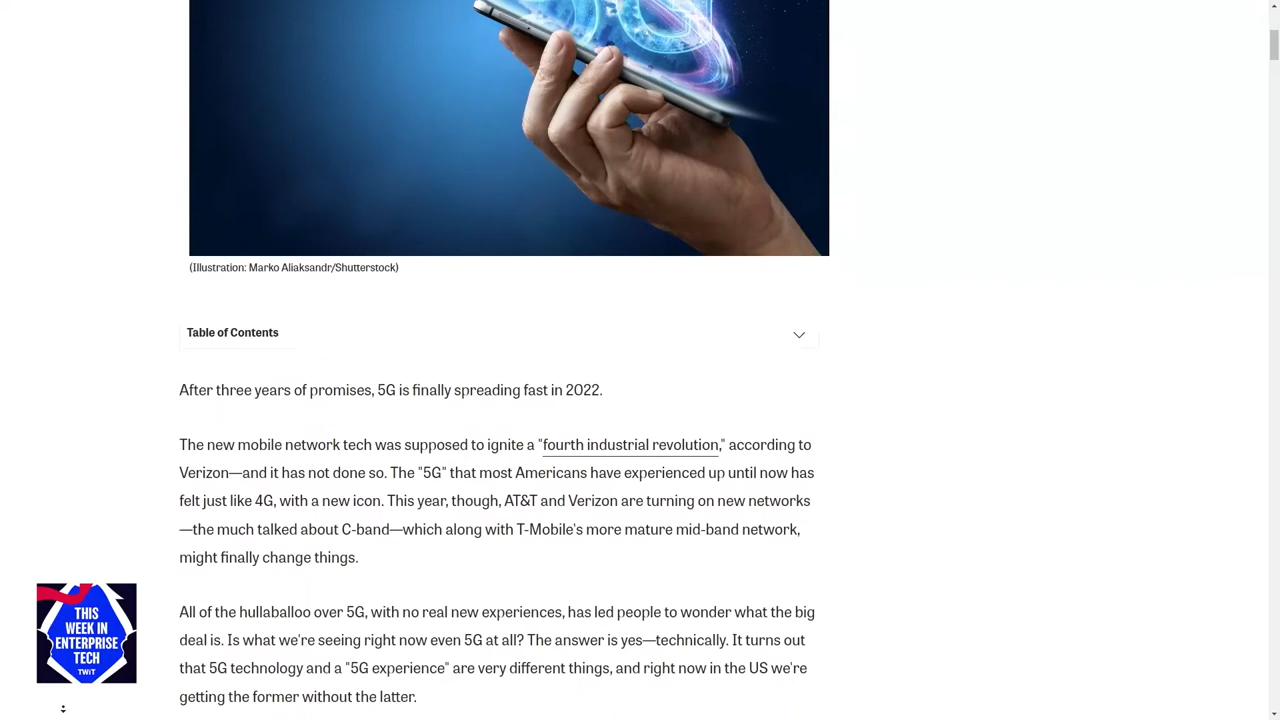 (Illustration: Marko Aliaksandr/Shutterstock)
Table of Contents
After three years of promises, 5G is finally spreading fast in 2022.
The new mobile network tech was supposed to ignite a "fourth industrial revolution," according to
Verizon—and it has not done so. The "5G" that most Americans have experienced up until now has
felt just like 4G, with a new icon. This year, though, AT&T and Verizon are turning on new networks
—the much talked about C-band—which along with T-Mobile's more mature mid-band network,
might finally change things.
All of the hullaballoo over 5G, with no real new experiences, has led people to wonder what the big
deal is. Is what we're seeing right now even 5G at all? The answer is yes—technically. It turns out
that 5G technology and a "5G experience" are very different things, and right now in the US we're
getting the former without the latter.
THIS
WEEK IN
ENTERPRISE
TECH
TWiT